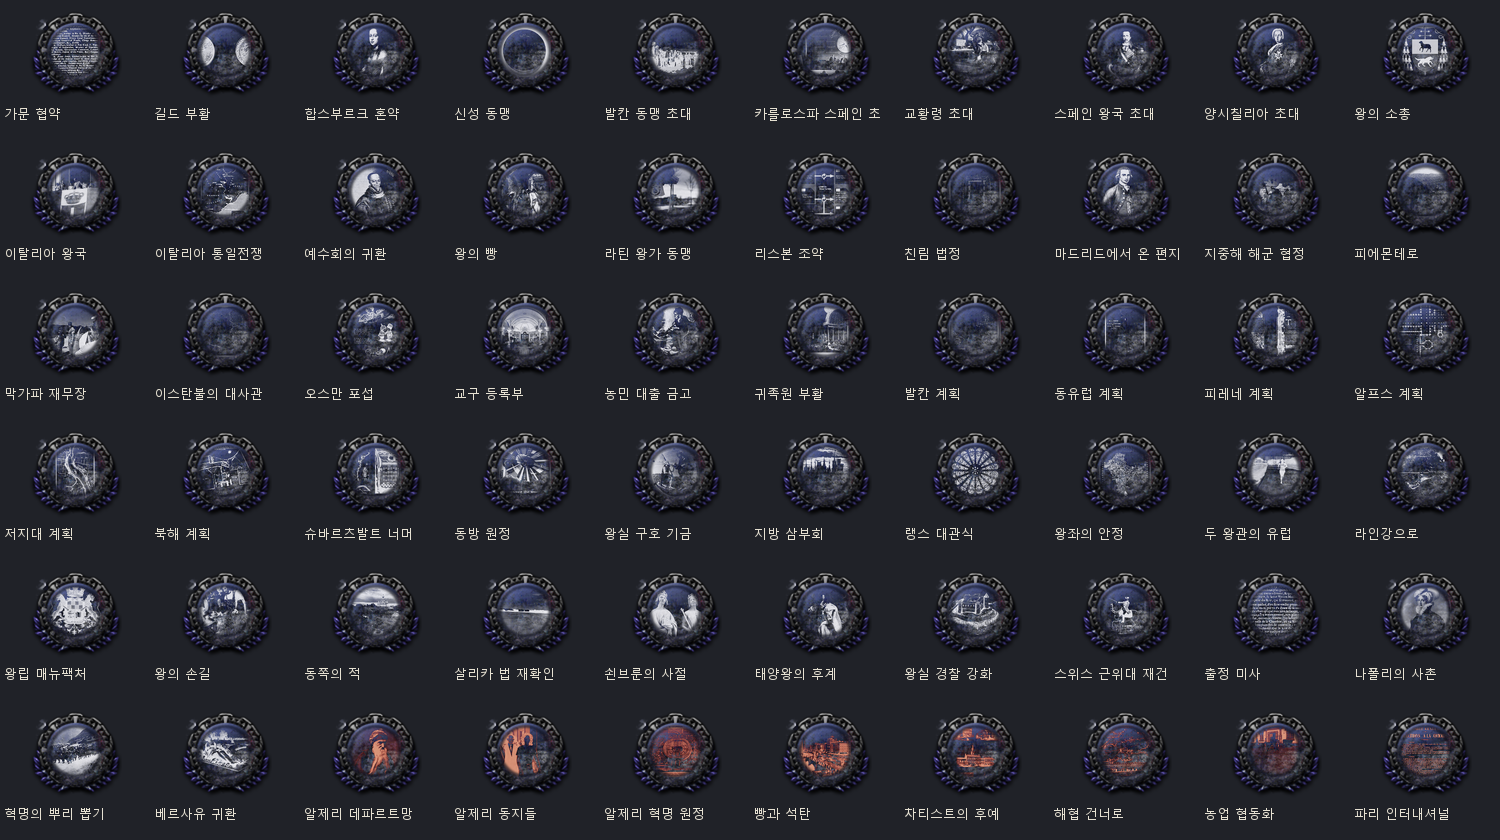 가문 협약
길드 부활
합스부르크 혼약
신성 동맹
발칸 동맹 초대
카를로스파 스페인 초
교황령 초대
스페인 왕국 초대
양시칠리아 초대
왕의 소총
이탈리아 왕국
이탈리아 통일전쟁
예수회의 귀환
왕의 빵
라틴 왕가 동맹
리스본 조약
친림 법정
마드리드에서 온 편지
지중해 해군 협정
피에몬테로
막가파 재무장
이스탄불의 대사관
오스만 포섭
교구 등록부
농민 대출 금고
귀족원 부활
발칸 계획
동유럽 계획
피레네 계획
알프스 계획
저지대 계획
북해 계획
슈바르츠발트 너머
동방 원정
왕실 구호 기금
지방 삼부회
랭스 대관식
왕좌의 안정
두 왕관의 유럽
라인강으로
왕립 매뉴팩처
왕의 손길
동쪽의 적
살리카 법 재확인
쇤브룬의 사절
태양왕의 후계
왕실 경찰 강화
스위스 근위대 재건
출정 미사
나폴리의 사촌
혁명의 뿌리 뽑기
베르사유 귀환
알제리 데파르트망
알제리 동지들
알제리 혁명 원정
빵과 석탄
차티스트의 후예
해협 건너로
농업 협동화
파리 인터내셔널